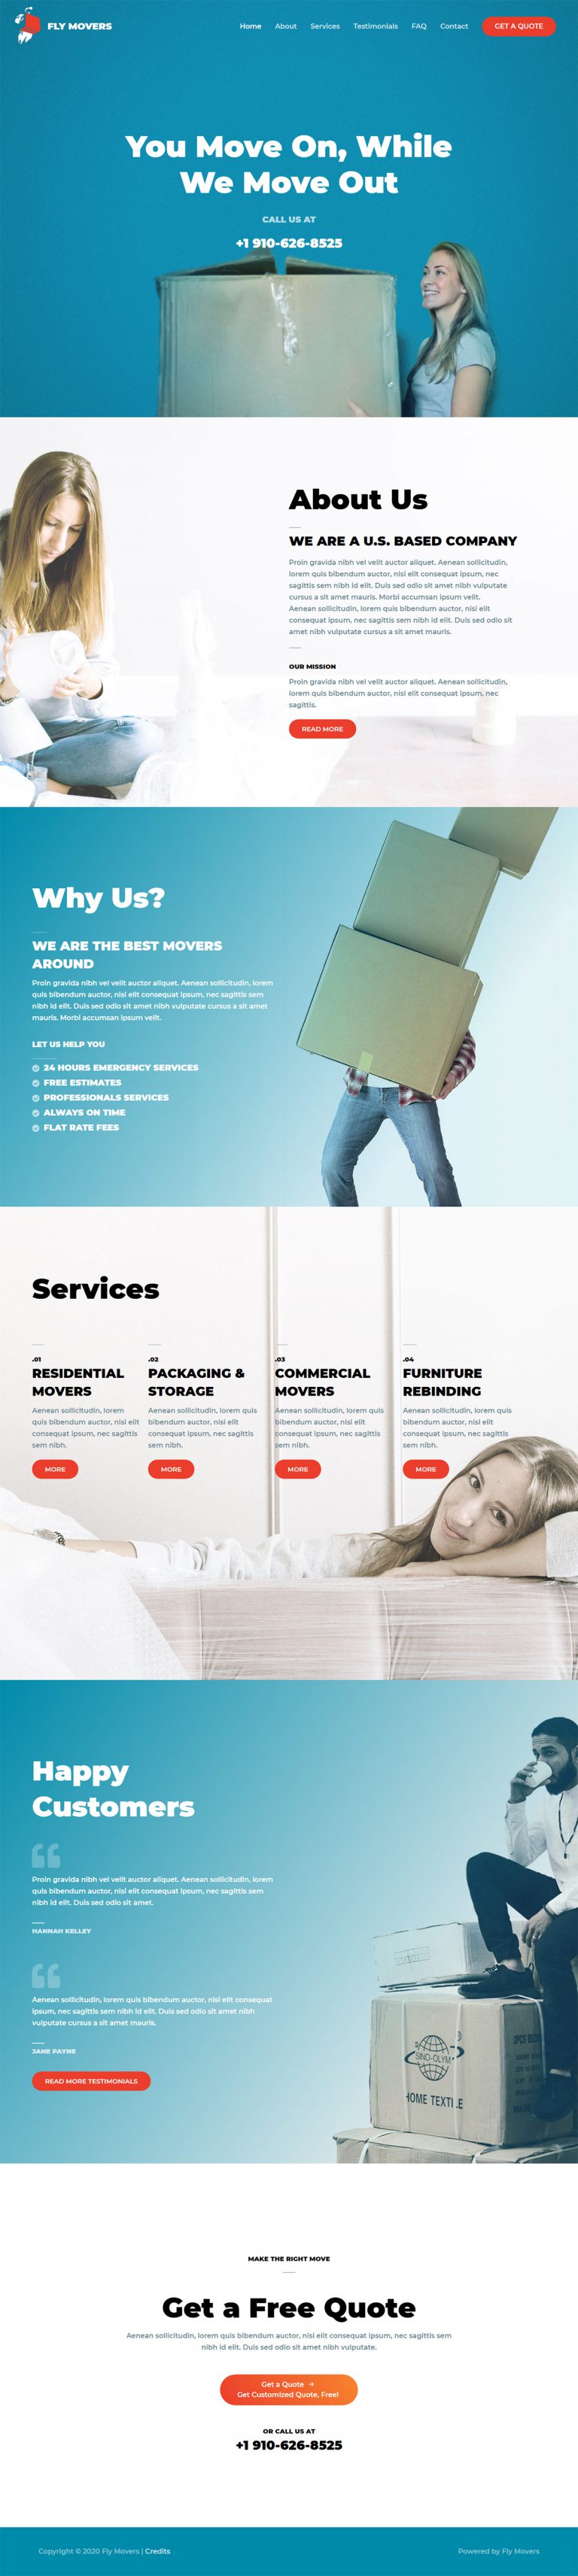 FLY MOVERS
Home About Services Testimonials FAQ Contact GET A QUOTE
You Move On, While
We Move Out
CALL US AT
+1 910-626-8525
About Us
WE ARE A U.S. BASED COMPANY
Proin gravida nibh vel velit auctor aliquet. Aenean sollicitudin,
lorem quis bibendum auctor, nisi elit consequat ipsum, nec
sagittis sem nibh id elit. Duis sed odio sit amet nibh vulputate
cursus a sit amet mauris. Morbi accumsan ipsum velit.
Aenean sollicitudin, lorem quis bibendum auctor, nisi elit
consequat ipsum, nec sagittis sem nibh id elit. Duis sed odio sit
amet nibh vulputate cursus a sit amet mauris.
OUR MISSION
Proin gravida nibh vel velit auctor aliquet. Aenean sollicitudin,
lorem quis bibendum auctor, nisi elit consequat ipsum, nec
sagittis.
READ MORE
Why Us?
WE ARE THE BEST MOVERS
AROUND
Proin gravida nibh vel velit auctor aliquet. Aenean sollicitudin, lorem
quis bibendum auctor, nisi elit consequat ipsum, nec sagittis sem
nibh id elit. Duis sed odio sit amet nibh vulputate cursus a sit amet
mauris. Morbi accumsan ipsum velit.
LET US HELP YOU
24 HOURS EMERGENCY SERVICES
FREE ESTIMATES
PROFESSIONALS SERVICES
ALWAYS ON TIME
FLAT RATE FEES
Services
.01
RESIDENTIAL
MOVERS
Aenean sollicitudin, lorem
quis bibendum auctor, nisi elit
consequat ipsum, nec sagittis
sem nibh.
MORE
.02
PACKAGING &
STORAGE
Aenean sollicitudin, lorem quis
bibendum auctor, nisi elit
consequat ipsum, nec sagittis
sem nibh.
MORE
.03
COMMERCIAL
MOVERS
Aenean sollicitudin, lorem quis
bibendum auctor, nisi elit
consequat ipsum, nec sagittis
sem nibh.
MORE
.04
FURNITURE
REBINDING
Aenean sollicitudin, lorem quis
bibendum auctor, nisi elit
consequat ipsum, nec sagittis
sem nibh.
MORE
Happy
Customers
Proin gravida nibh vel velit auctor aliquet. Aenean sollicitudin, lorem
quis bibendum auctor, nisi elit consequat ipsum, nec sagittis sem
nibh id elit. Duis sed odio sit amet.
HANNAH KELLEY
Aenean sollicitudin, lorem quis bibendum auctor, nisi elit consequat
ipsum, nec sagittis sem nibh id elit. Duis sed odio sit amet nibh
vulputate cursus a sit amet mauris.
JANE PAYNE
READ MORE TESTIMONIALS
SINO-OLYM
HOME TEXTILE
MAKE THE RIGHT MOVE
Get a Free Quote
Aenean sollicitudin, lorem quis bibendum auctor, nisi elit consequat ipsum, nec sagittis sem
nibh id elit. Duis sed odio sit amet nibh vulputate.
Get a Quote →
Get Customized Quote, Free!
OR CALL US AT
+1 910-626-8525
Copyright © 2020 Fly Movers | Credits
Powered by Fly Movers